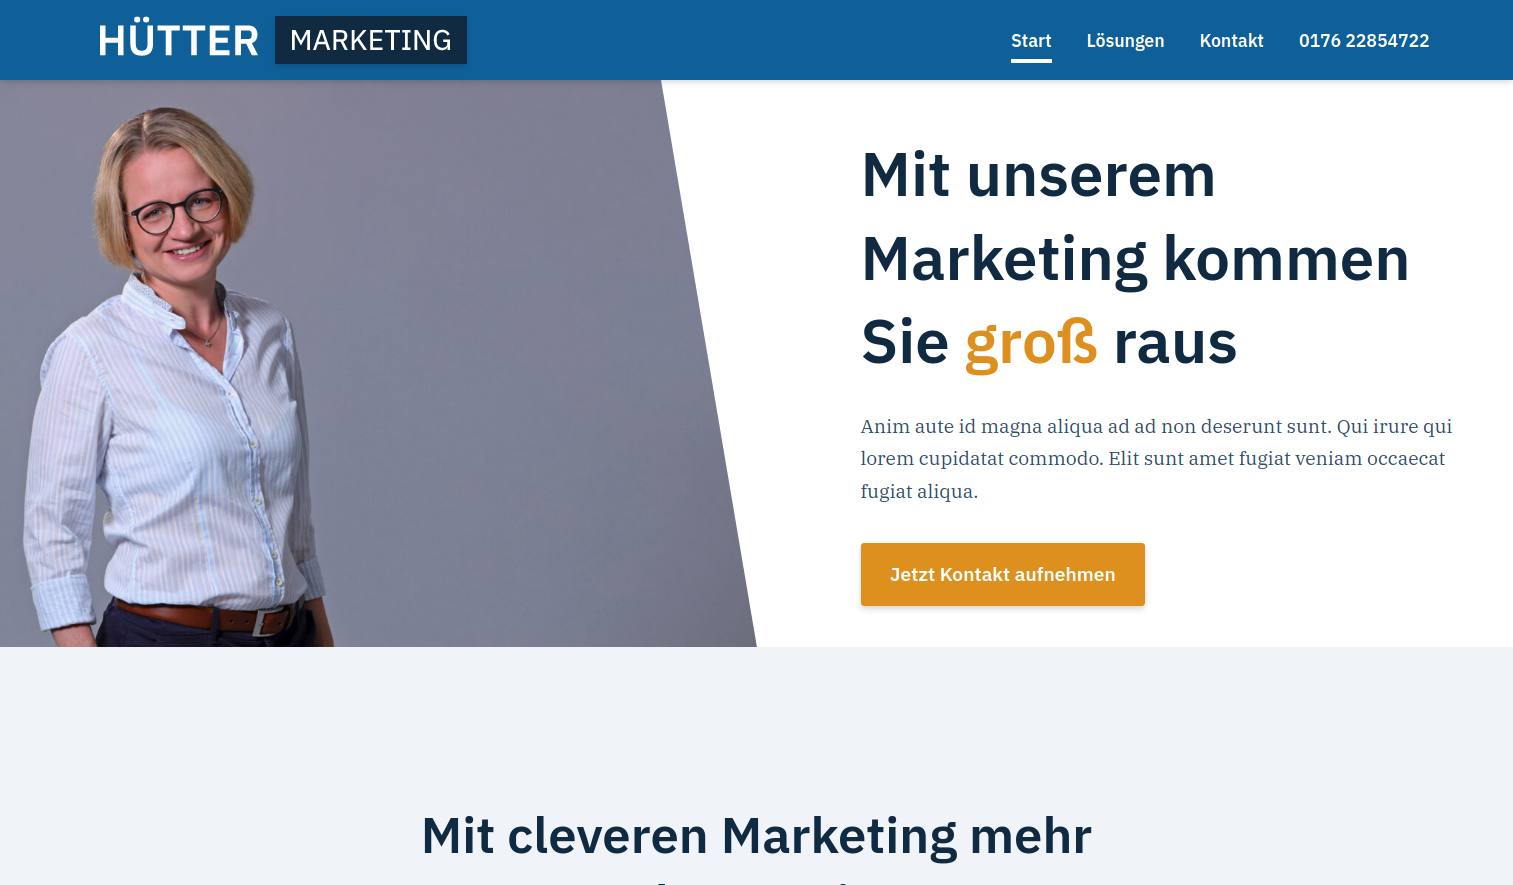 HÜTTER MARKETING
Start Lösungen Kontakt 0176 22854722
Mit unserem
Marketing kommen
Sie groß raus
Anim aute id magna aliqua ad ad non deserunt sunt. Qui irure qui
lorem cupidatat commodo. Elit sunt amet fugiat veniam occaecat
fugiat aliqua.
Jetzt Kontakt aufnehmen
Mit cleveren Marketing mehr